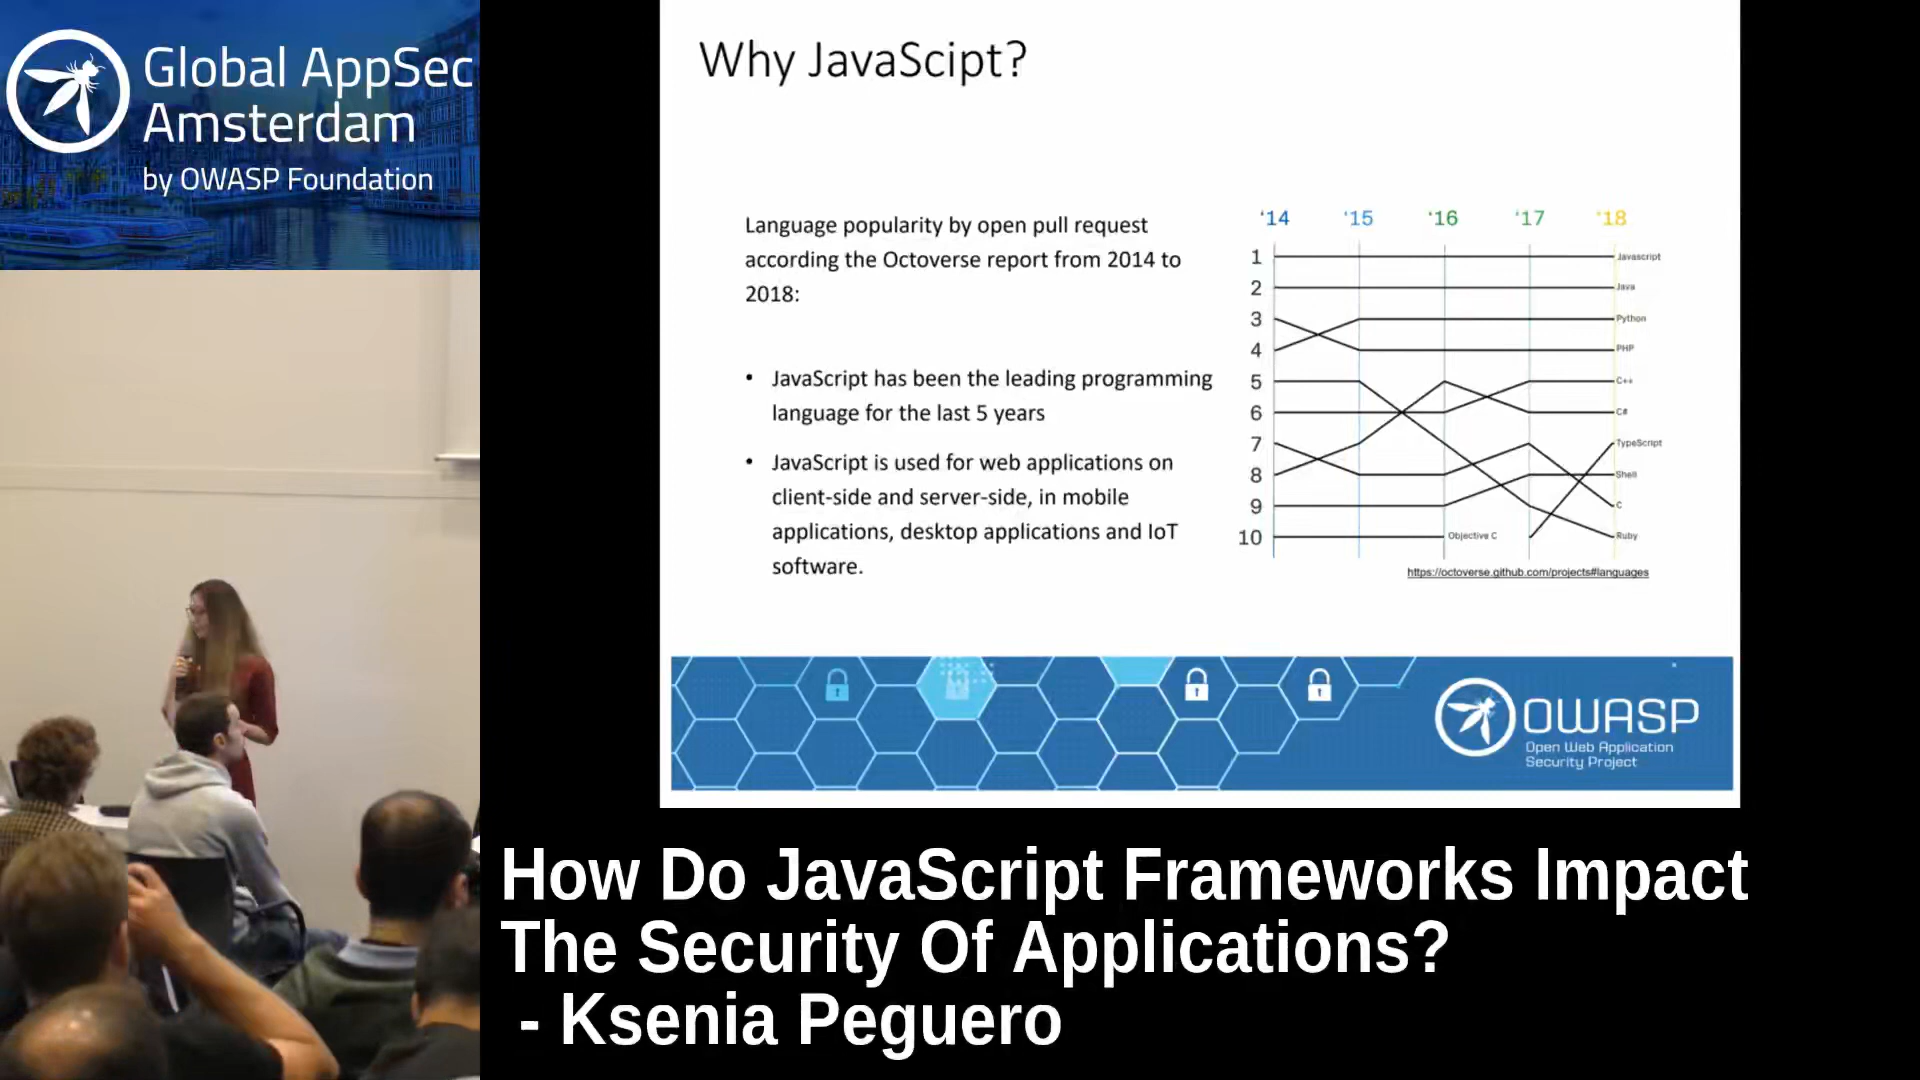 Global AppSec
Amsterdam
by OWASP Foundation
Why JavaScipt?
Language popularity by open pull request
according the Octoverse report from 2014 to
2018:
• JavaScript has been the leading programming
language for the last 5 years
• JavaScript is used for web applications on
client-side and server-side, in mobile
applications, desktop applications and IoT
software.
'14 '15 '16 '17 '18
1 Javascript
2 Java
3 Python
4 PHP
5 C++
6 C#
7 TypeScript
8 Shell
9 C
10 Objective C Ruby
https://octoverse.github.com/projects#languages
OWASP
Open Web Application
Security Project
How Do JavaScript Frameworks Impact
The Security Of Applications?
- Ksenia Peguero